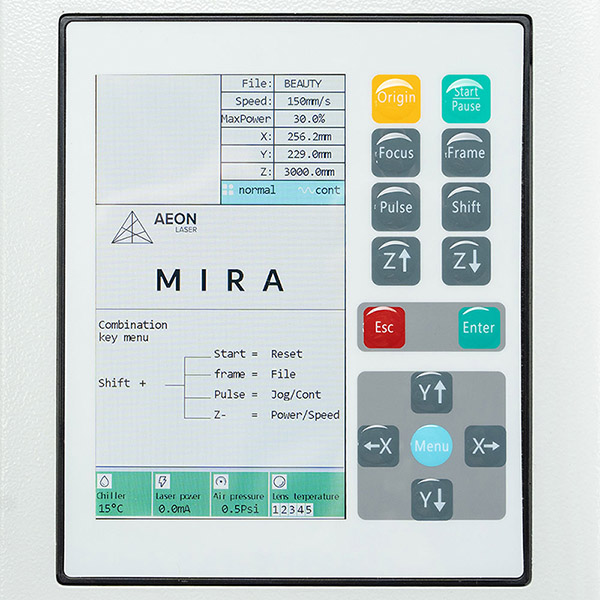 File: BEAUTY
Speed: 150mm/s
MaxPower 30.0%
X: 256.2mm
Y: 229.0mm
Z: 3000.0mm
normal cont
AEON
LASER
MIRA
Combination
key menu
Shift +
Start = Reset
frame = File
Pulse = Jog/Cont
Z- = Power/Speed
Chiller Laser power Air pressure Lens temperature
15°C 0.0mA 0.5Psi 12345
Origin Start
Pause
Focus Frame
Pulse Shift
Z↑ Z↓
Esc Enter
Y↑
←X Menu X→
Y↓